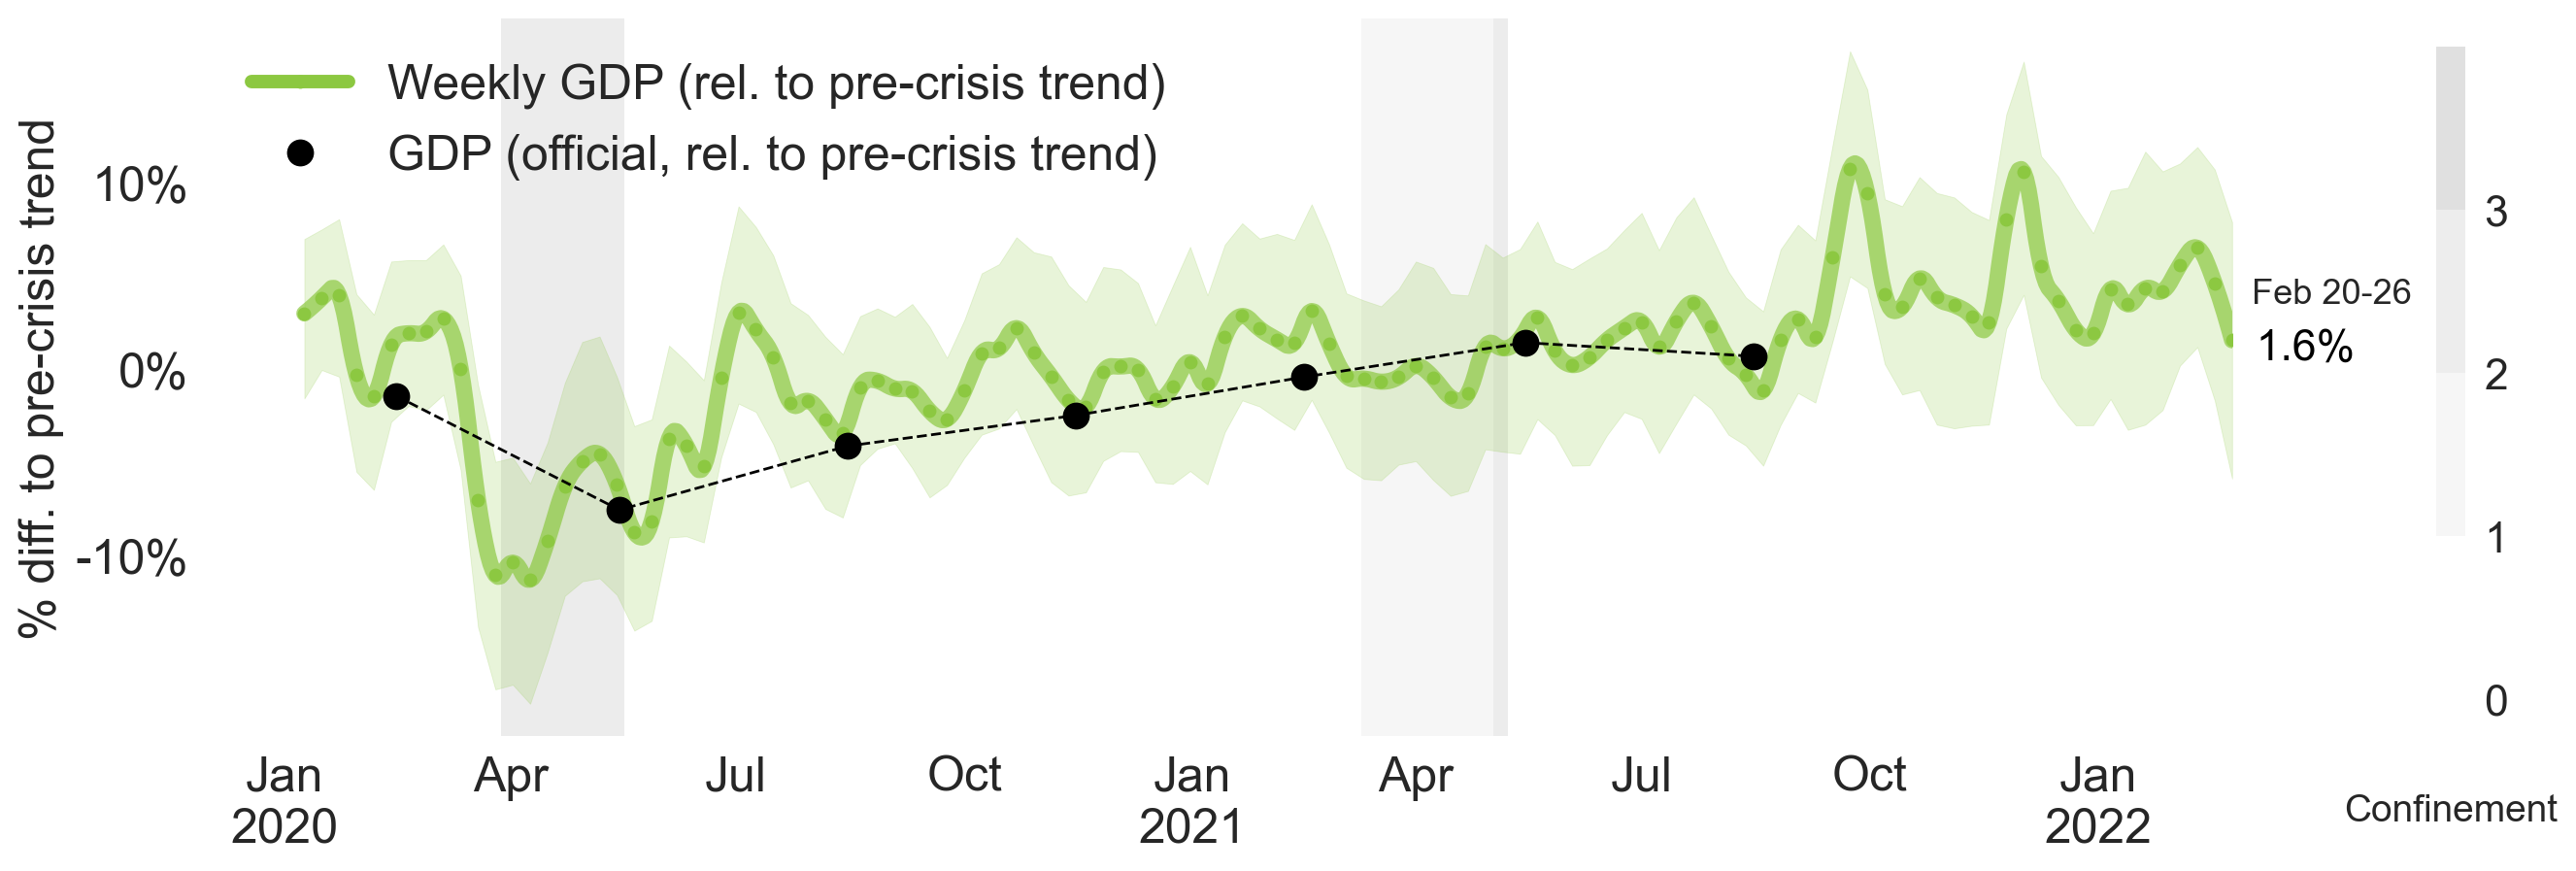 Weekly GDP (rel. to pre-crisis trend)
GDP (official, rel. to pre-crisis trend)
% diff. to pre-crisis trend
10%
0%
-10%
Feb 20-26
1.6%
3
2
1
0
Jan Apr Jul Oct Jan Apr Jul Oct Jan
2020 2021 2022
Confinement